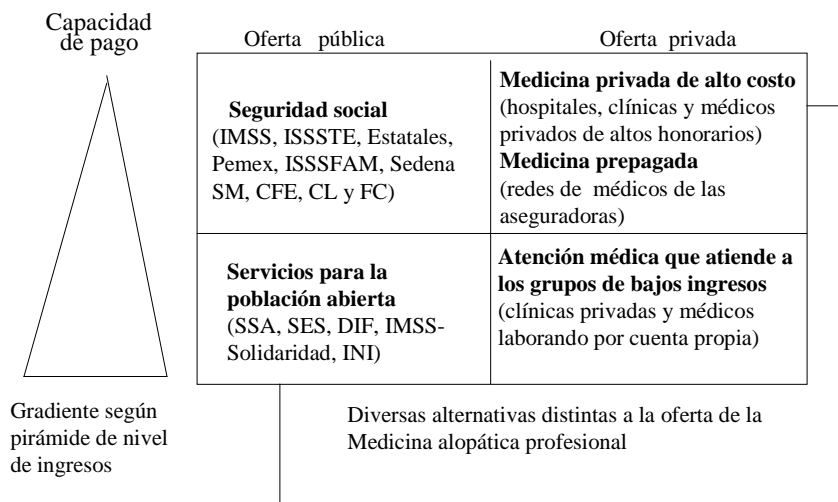 Capacidad
de pago
Oferta pública
Oferta privada
Seguridad social
(IMSS, ISSSTE, Estatales,
Pemex, ISSSFAM, Sedena
SM, CFE, CL y FC)
Medicina privada de alto costo
(hospitales, clínicas y médicos
privados de altos honorarios)
Medicina prepagada
(redes de médicos de las
aseguradoras)
Servicios para la
población abierta
(SSA, SES, DIF, IMSS-
Solidaridad, INI)
Atención médica que atiende a
los grupos de bajos ingresos
(clínicas privadas y médicos
laborando por cuenta propia)
Gradiente según
pirámide de nivel
de ingresos
Diversas alternativas distintas a la oferta de la
Medicina alopática profesional